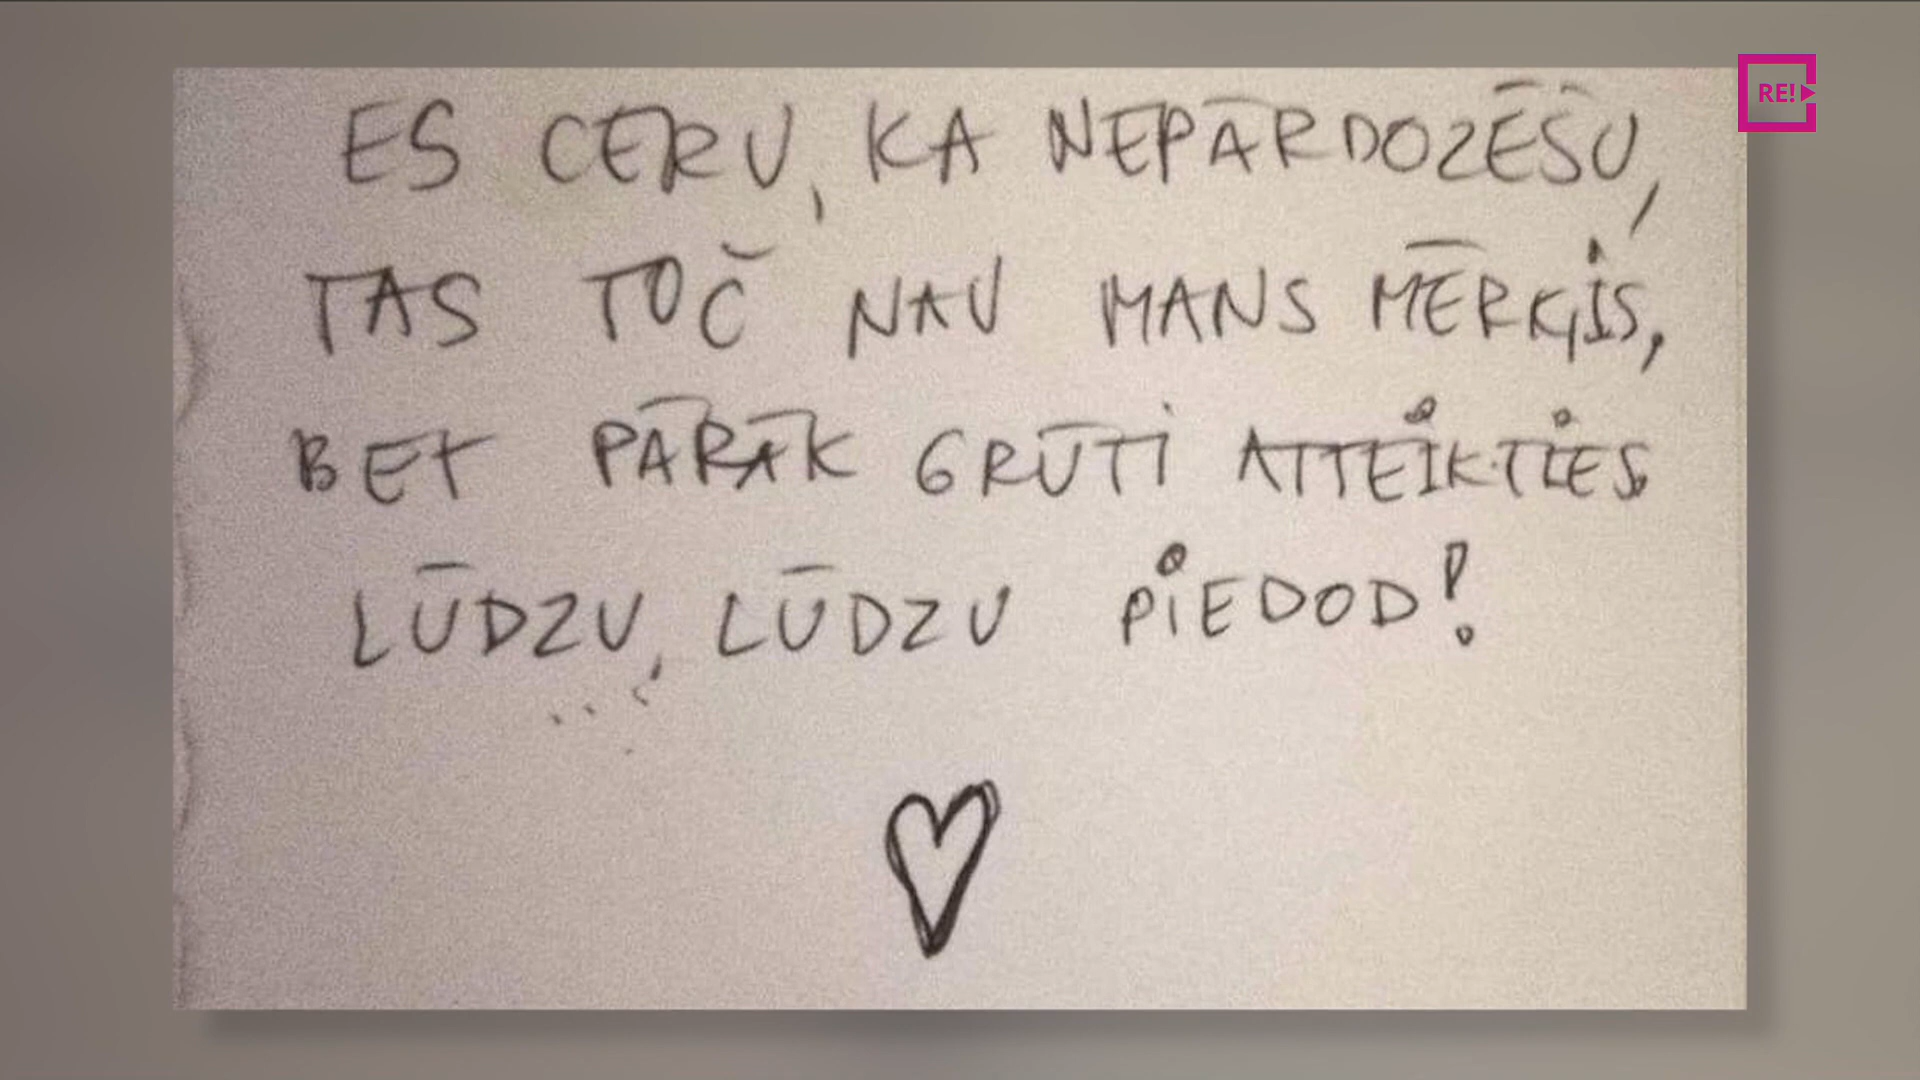 RE!
ES CERU, KA NEPĀRDOZĒŠU,
TAS TOČ NAV MANS MĒRĶIS,
BET PĀRĀK GRŪTI ATTEIKTIES
LŪDZU, LŪDZU PIEDOD!